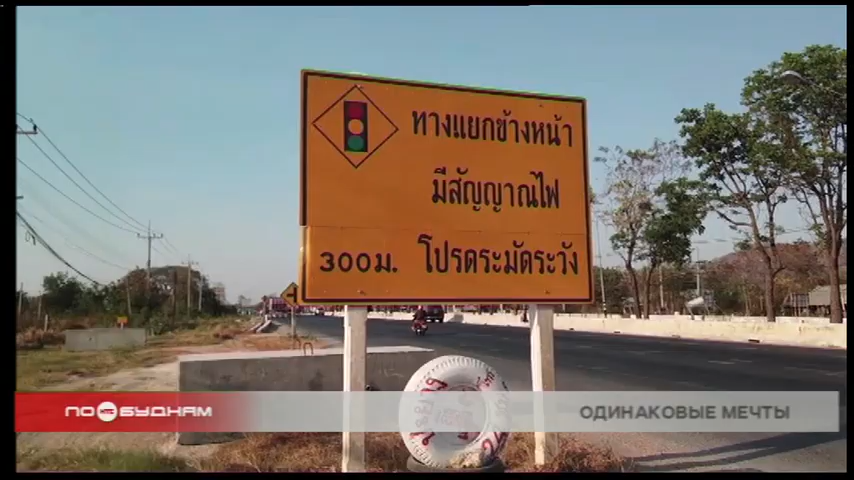 ทางแยกข้างหน้า
มีสัญญาณไฟ
300ม. โปรดระมัดระวัง
ПО БУДНЯМ
ОДИНАКОВЫЕ МЕЧТЫ